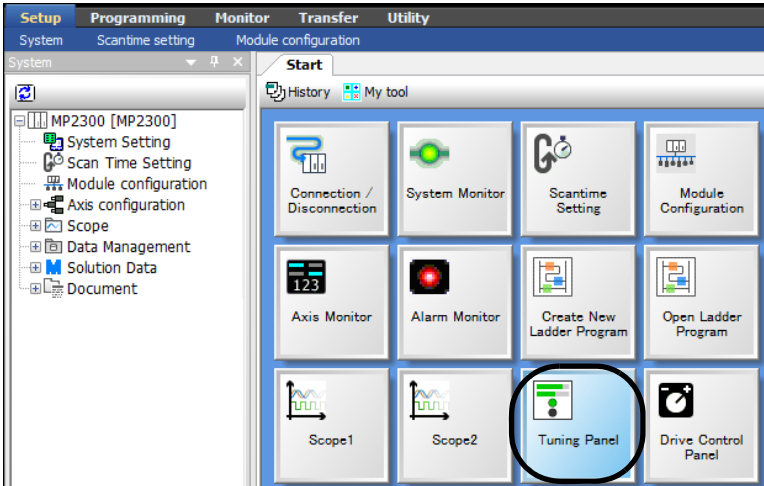 Setup Programming Monitor Transfer Utility
System Scantime setting Module configuration
System
Start
History My tool
MP2300 [MP2300]
System Setting
Scan Time Setting
Module configuration
Axis configuration
Scope
Data Management
Solution Data
Document
Connection /
Disconnection
System Monitor
Scantime
Setting
Module
Configuration
123
Axis Monitor
Alarm Monitor
Create New
Ladder Program
Open Ladder
Program
Scope1
Scope2
Tuning Panel
Drive Control
Panel